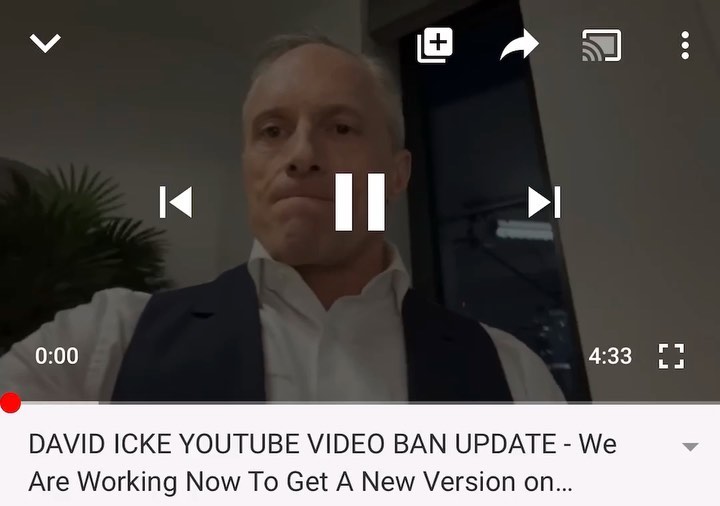 0:00
4:33
DAVID ICKE YOUTUBE VIDEO BAN UPDATE - We
Are Working Now To Get A New Version on...